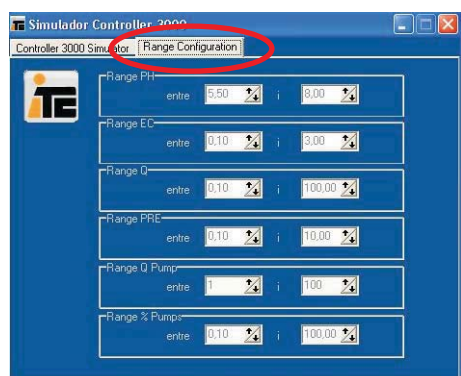 Simulador Controller 3000
Controller 3000 Simulator Range Configuration
iTE
Range PH
entre 5,50 i 8,00
Range EC
entre 0,10 i 3,00
Range Q
entre 0,10 i 100,00
Range PRE
entre 0,10 i 10,00
Range Q Pump
entre 1 i 100
Range % Pumps
entre 0,10 i 100,00